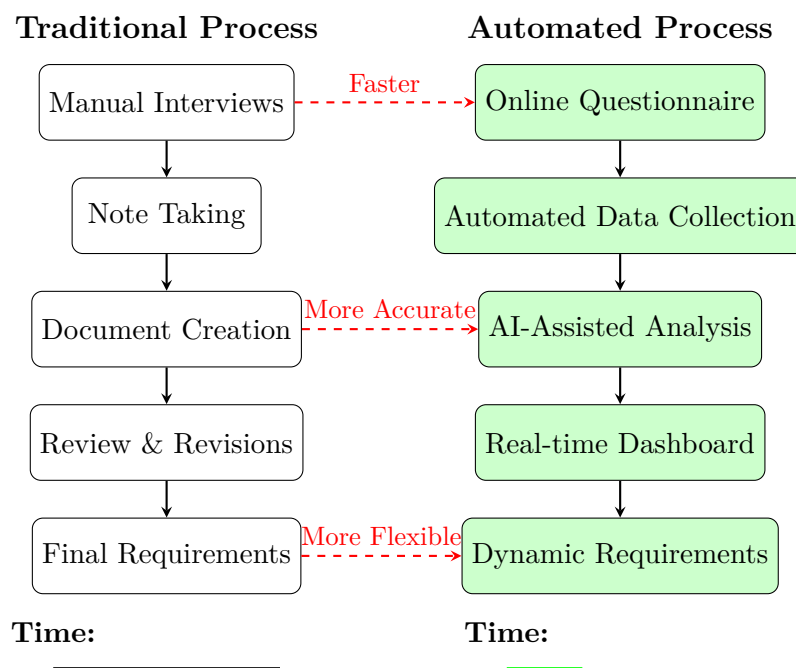 Traditional Process
Automated Process
Manual Interviews
Faster
Online Questionnaire
Note Taking
Automated Data Collection
Document Creation
More Accurate
AI-Assisted Analysis
Review & Revisions
Real-time Dashboard
Final Requirements
More Flexible
Dynamic Requirements
Time:
Time: